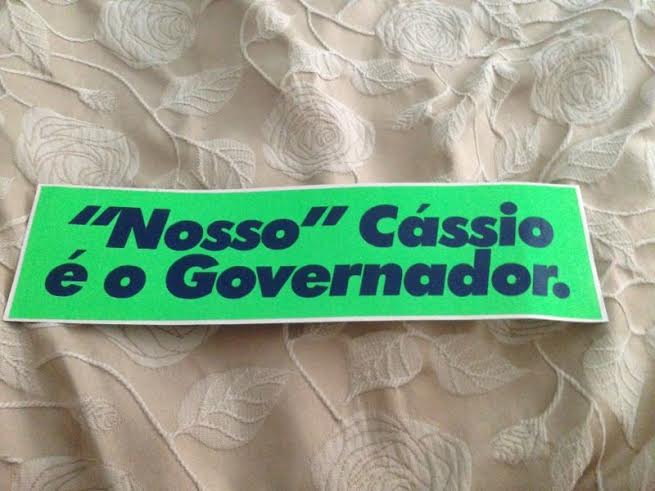 "Nosso" Cássio
é o Governador.